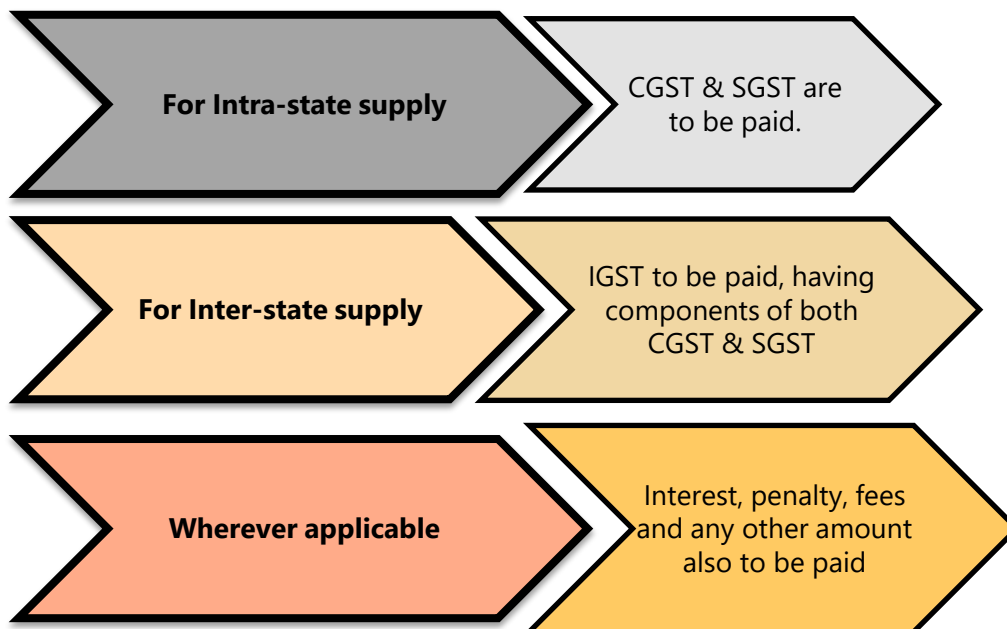 For Intra-state supply
CGST & SGST are
to be paid.
For Inter-state supply
IGST to be paid, having
components of both
CGST & SGST
Wherever applicable
Interest, penalty, fees
and any other amount
also to be paid